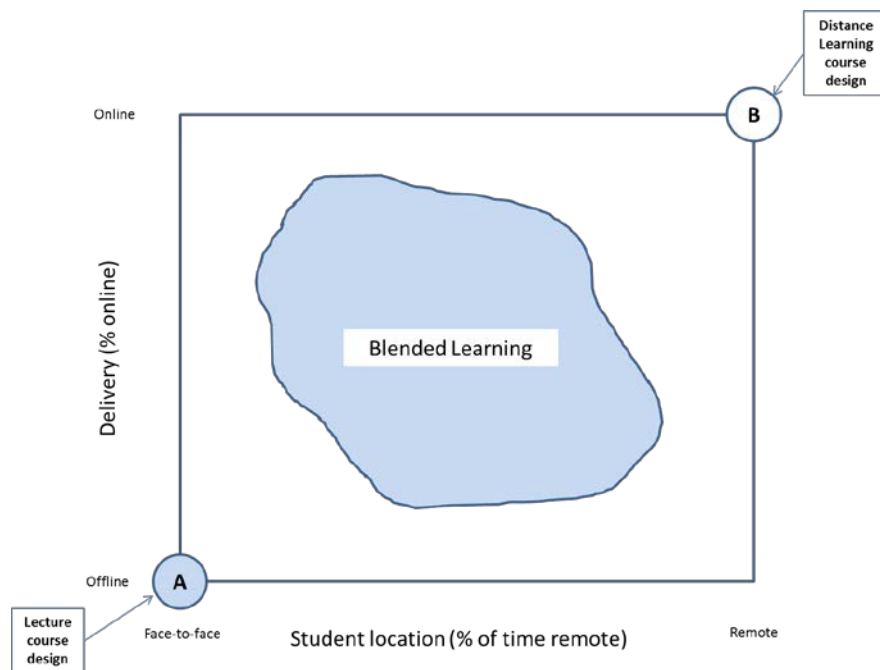 Distance
Learning
course
design
Online
B
Blended Learning
Delivery (% online)
Offline
A
Lecture
course
design
Face-to-face
Student location (% of time remote)
Remote